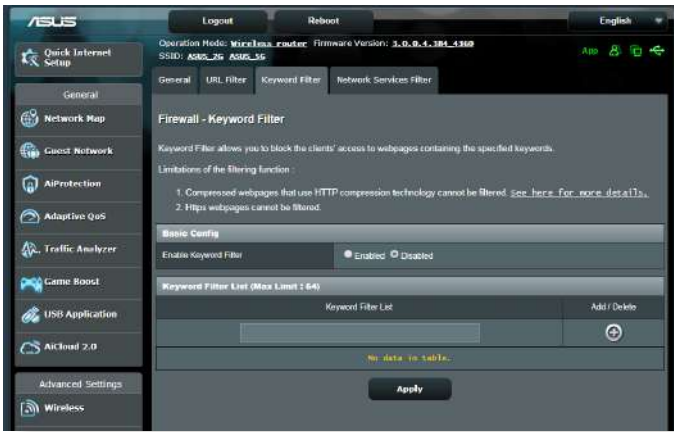 ASUS
Logout
Reboot
English
Quick Internet
Setup
Operation Mode: Wireless router Firmware Version: 3.0.0.4.384_4360
SSID: ASUS_2G ASUS_5G
App
General
URL Filter
Keyword Filter
Network Services Filter
General
Network Map
Guest Network
AiProtection
Adaptive QoS
Traffic Analyzer
Game Boost
USB Application
AiCloud 2.0
Advanced Settings
Wireless
Firewall - Keyword Filter
Keyword Filter allows you to block the clients' access to webpages containing the specified keywords.
Limitations of the filtering function :
1. Compressed webpages that use HTTP compression technology cannot be filtered. See here for more details.
2. Https webpages cannot be filtered.
Basic Config
Enable Keyword Filter
Enabled Disabled
Keyword Filter List (Max Limit : 64)
Keyword Filter List
Add / Delete
No data in table.
Apply